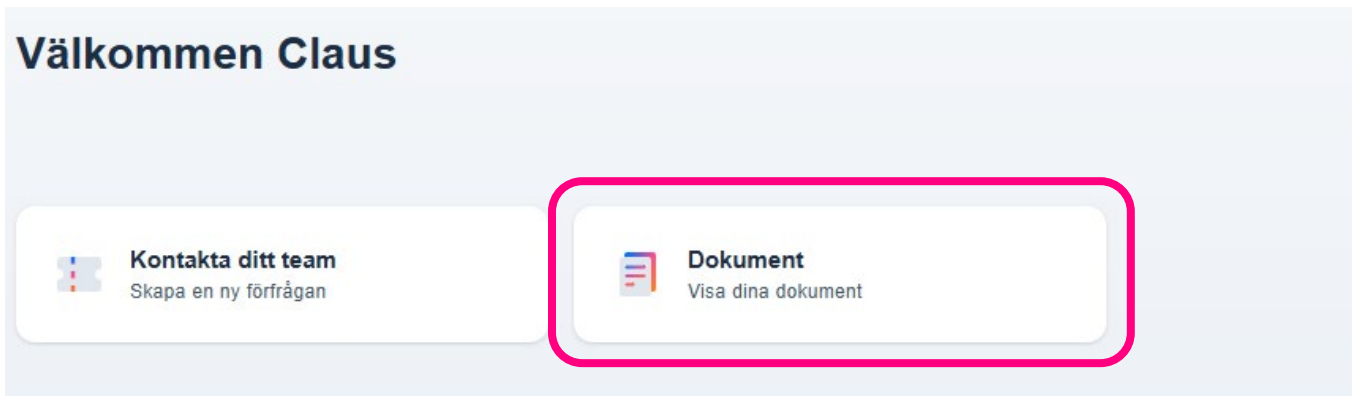 Välkommen Claus
Kontakta ditt team
Skapa en ny förfrågan
Dokument
Visa dina dokument